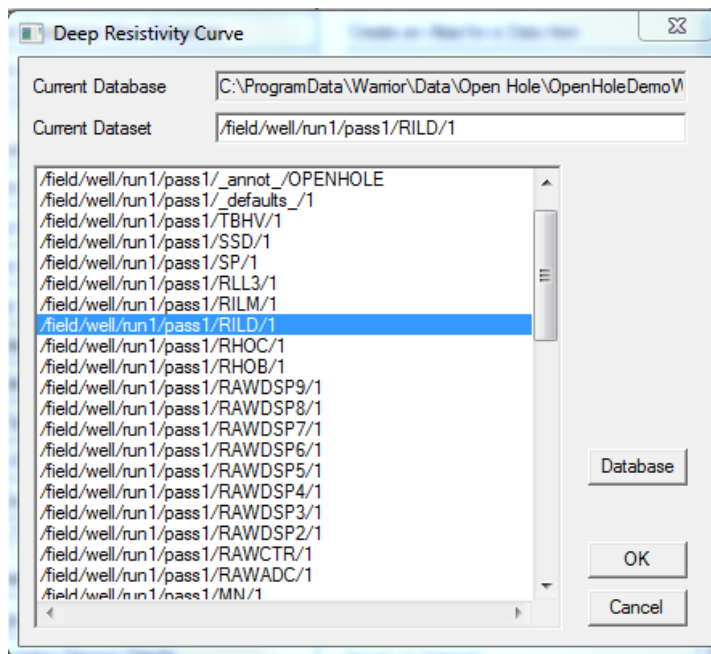 Deep Resistivity Curve
Current Database C:\ProgramData\Warrior\Data\Open Hole\OpenHoleDemoW
Current Dataset /field/well/run1/pass1/RILD/1
/field/well/run1/pass1/_annot_/OPENHOLE
/field/well/run1/pass1/_defaults_/1
/field/well/run1/pass1/TBHV/1
/field/well/run1/pass1/SSD/1
/field/well/run1/pass1/SP/1
/field/well/run1/pass1/RLL3/1
/field/well/run1/pass1/RILM/1
/field/well/run1/pass1/RILD/1
/field/well/run1/pass1/RHOC/1
/field/well/run1/pass1/RHOB/1
/field/well/run1/pass1/RAWDSP9/1
/field/well/run1/pass1/RAWDSP8/1
/field/well/run1/pass1/RAWDSP7/1
/field/well/run1/pass1/RAWDSP6/1
/field/well/run1/pass1/RAWDSP5/1
/field/well/run1/pass1/RAWDSP4/1
/field/well/run1/pass1/RAWDSP3/1
/field/well/run1/pass1/RAWDSP2/1
/field/well/run1/pass1/RAWCTR/1
/field/well/run1/pass1/RAWADC/1
/field/well/run1/pass1/MN/1
Database
OK
Cancel